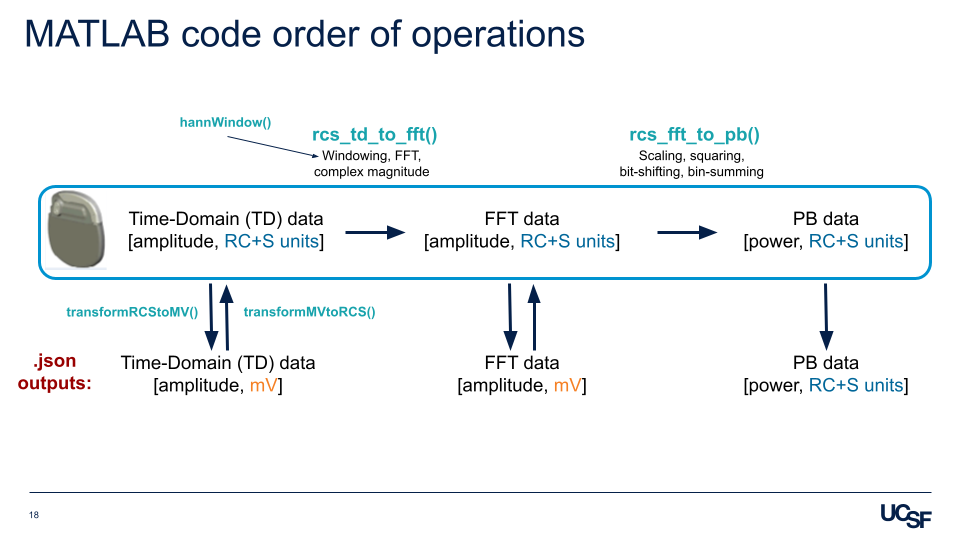 MATLAB code order of operations
hannWindow()
rcs_td_to_fft()
Windowing, FFT,
complex magnitude
rcs_fft_to_pb()
Scaling, squaring,
bit-shifting, bin-summing
Time-Domain (TD) data
[amplitude, RC+S units]
FFT data
[amplitude, RC+S units]
PB data
[power, RC+S units]
transformRCStoMV()
transformMVtoRCS()
.json
outputs:
Time-Domain (TD) data
[amplitude, mV]
FFT data
[amplitude, mV]
PB data
[power, RC+S units]
18
UCSF